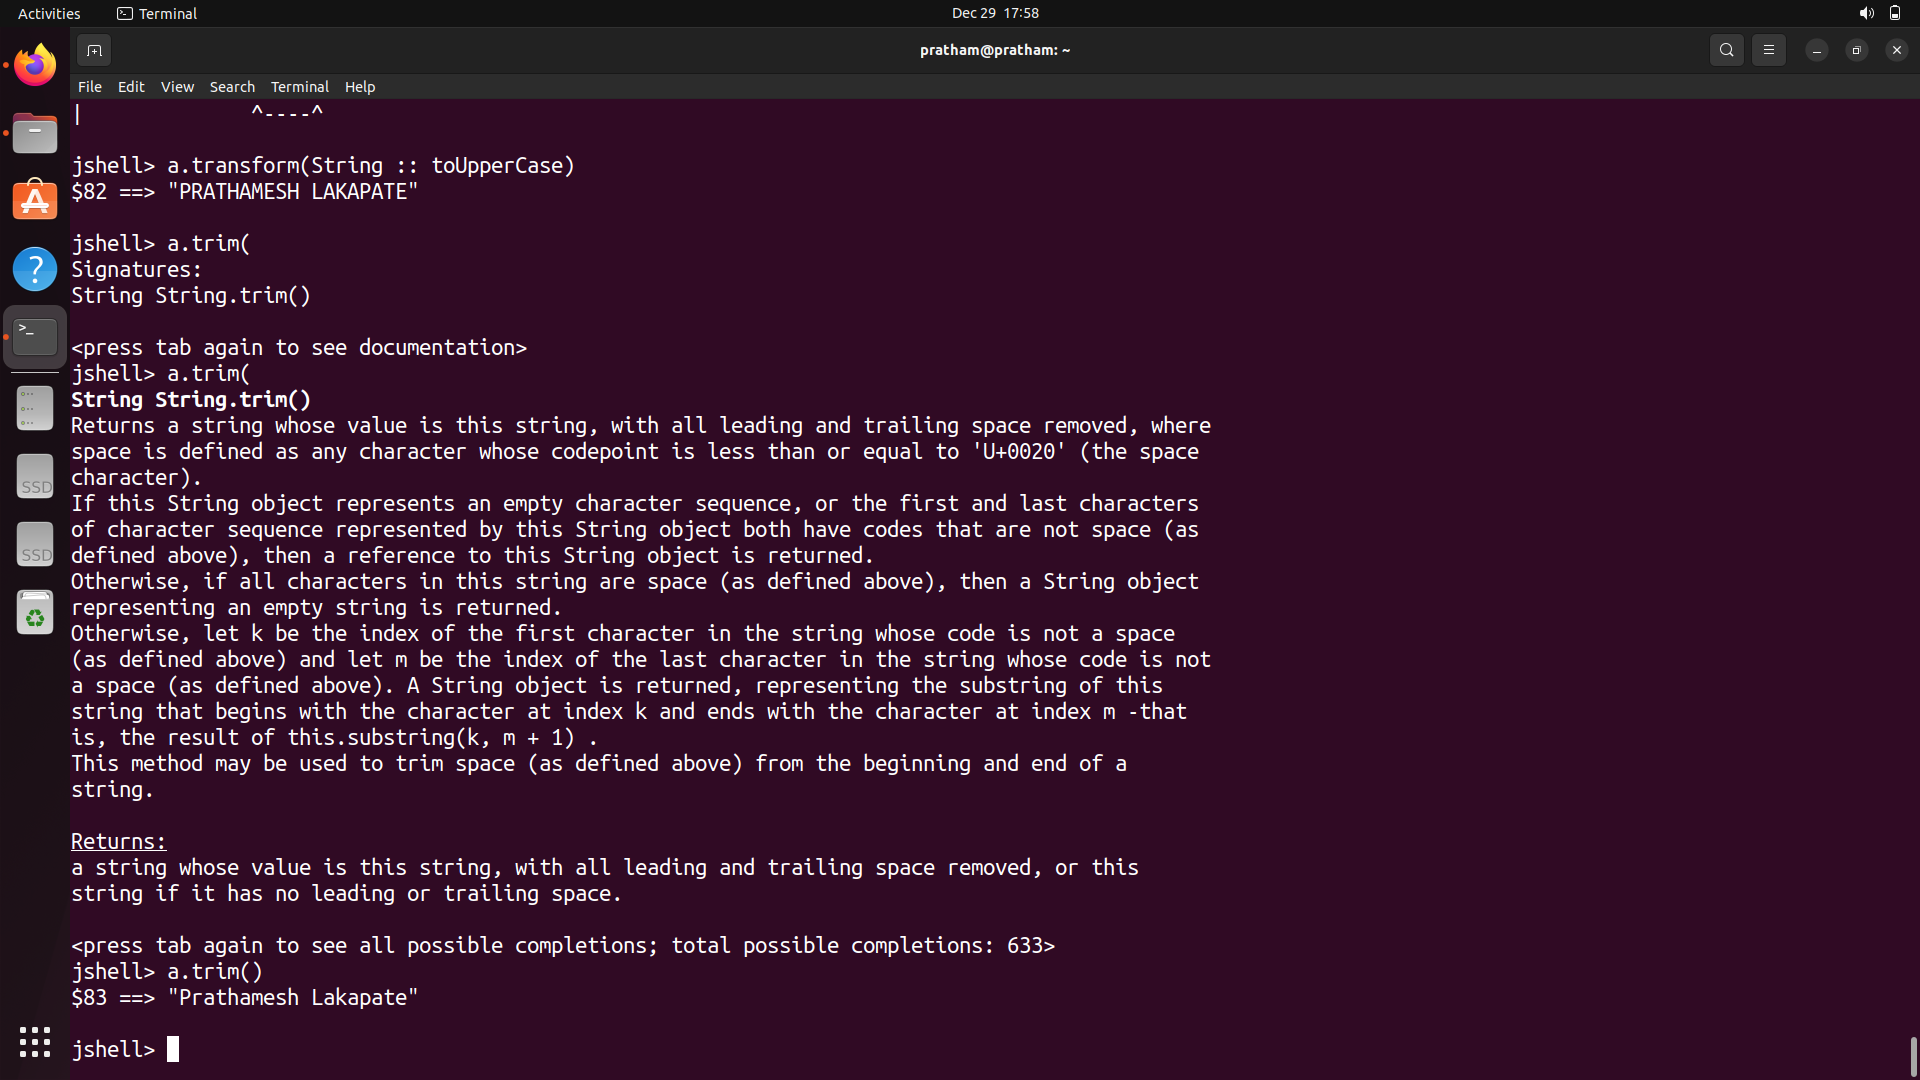 Activities
Terminal
Dec 29 17:58
pratham@pratham: ~
File Edit View Search Terminal Help
| ^----^
jshell> a.transform(String :: toUpperCase)
$82 ==> "PRATHAMESH LAKAPATE"
jshell> a.trim(
Signatures:
String String.trim()
<press tab again to see documentation>
jshell> a.trim(
String String.trim()
Returns a string whose value is this string, with all leading and trailing space removed, where
space is defined as any character whose codepoint is less than or equal to 'U+0020' (the space
character).
If this String object represents an empty character sequence, or the first and last characters
of character sequence represented by this String object both have codes that are not space (as
defined above), then a reference to this String object is returned.
Otherwise, if all characters in this string are space (as defined above), then a String object
representing an empty string is returned.
Otherwise, let k be the index of the first character in the string whose code is not a space
(as defined above) and let m be the index of the last character in the string whose code is not
a space (as defined above). A String object is returned, representing the substring of this
string that begins with the character at index k and ends with the character at index m -that
is, the result of this.substring(k, m + 1) .
This method may be used to trim space (as defined above) from the beginning and end of a
string.
Returns:
a string whose value is this string, with all leading and trailing space removed, or this
string if it has no leading or trailing space.
<press tab again to see all possible completions; total possible completions: 633>
jshell> a.trim()
$83 ==> "Prathamesh Lakapate"
jshell>
SSD
SSD